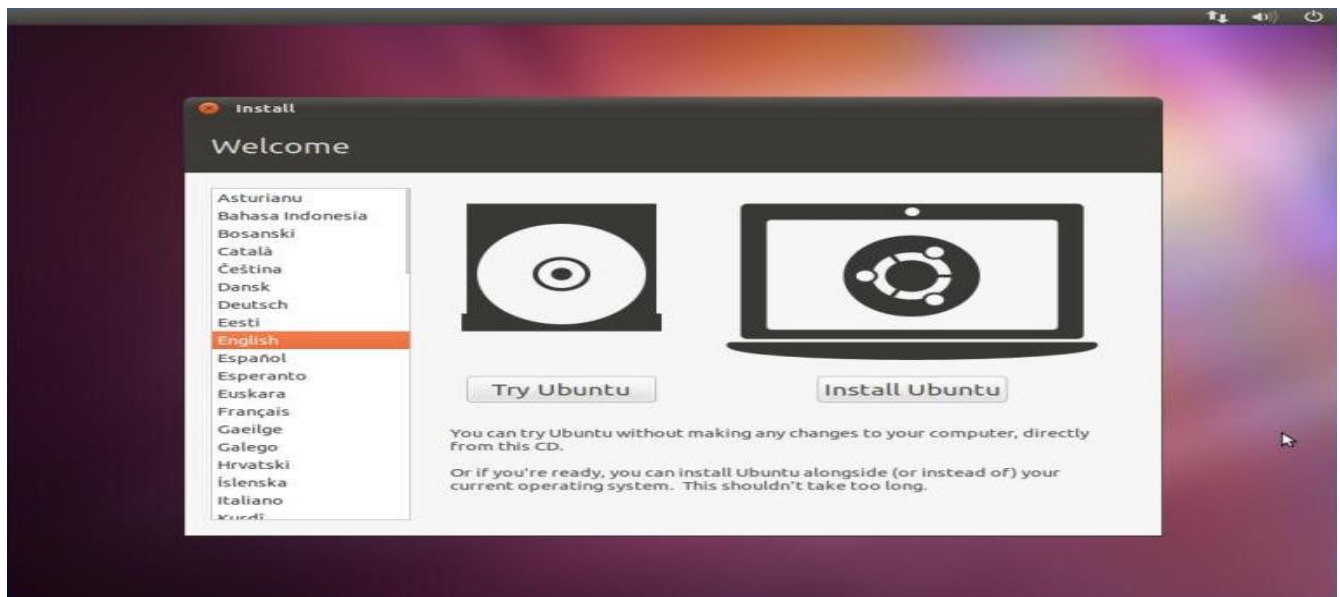 Install
Welcome
Asturianu
Bahasa Indonesia
Bosanski
Català
Čeština
Dansk
Deutsch
Eesti
English
Español
Esperanto
Euskara
Français
Gaeilge
Galego
Hrvatski
Íslenska
Italiano
Kurdî
Try Ubuntu
Install Ubuntu
You can try Ubuntu without making any changes to your computer, directly
from this CD.
Or if you're ready, you can install Ubuntu alongside (or instead of) your
current operating system. This shouldn't take too long.